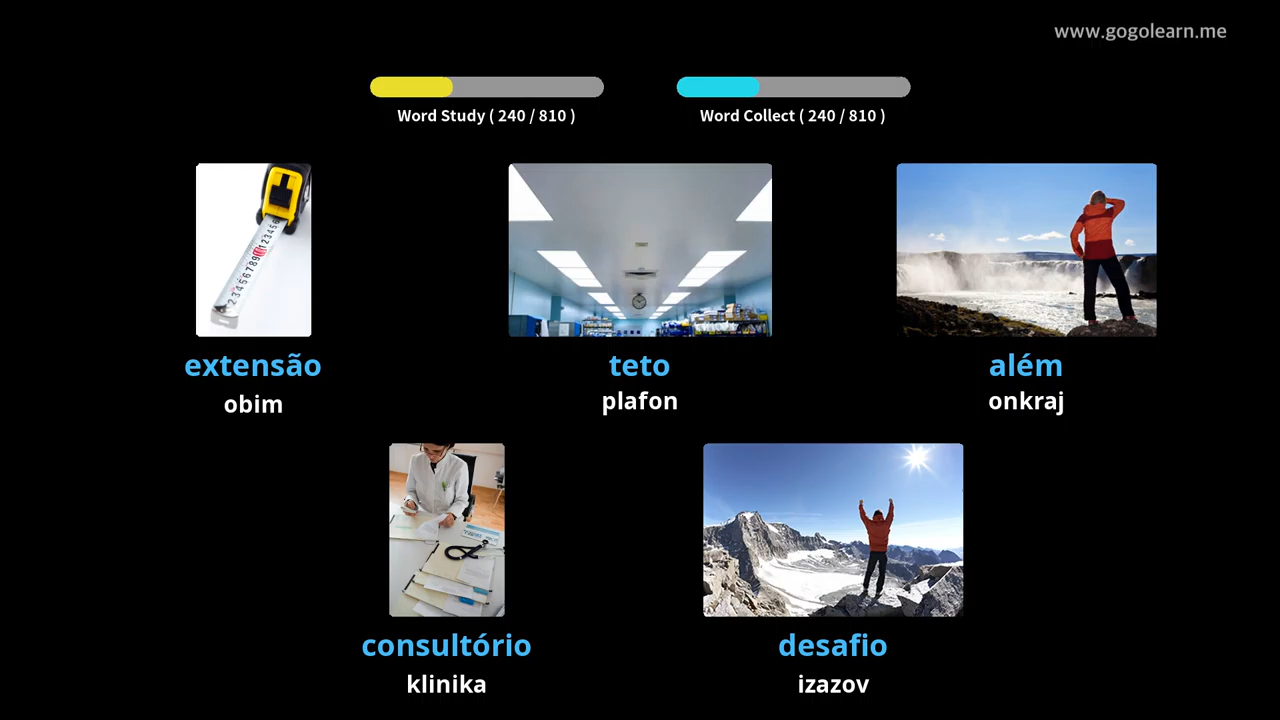 www.gogolearn.me
Word Study ( 240 / 810 )
Word Collect ( 240 / 810 )
extensão
obim
teto
plafon
além
onkraj
consultório
klinika
desafio
izazov